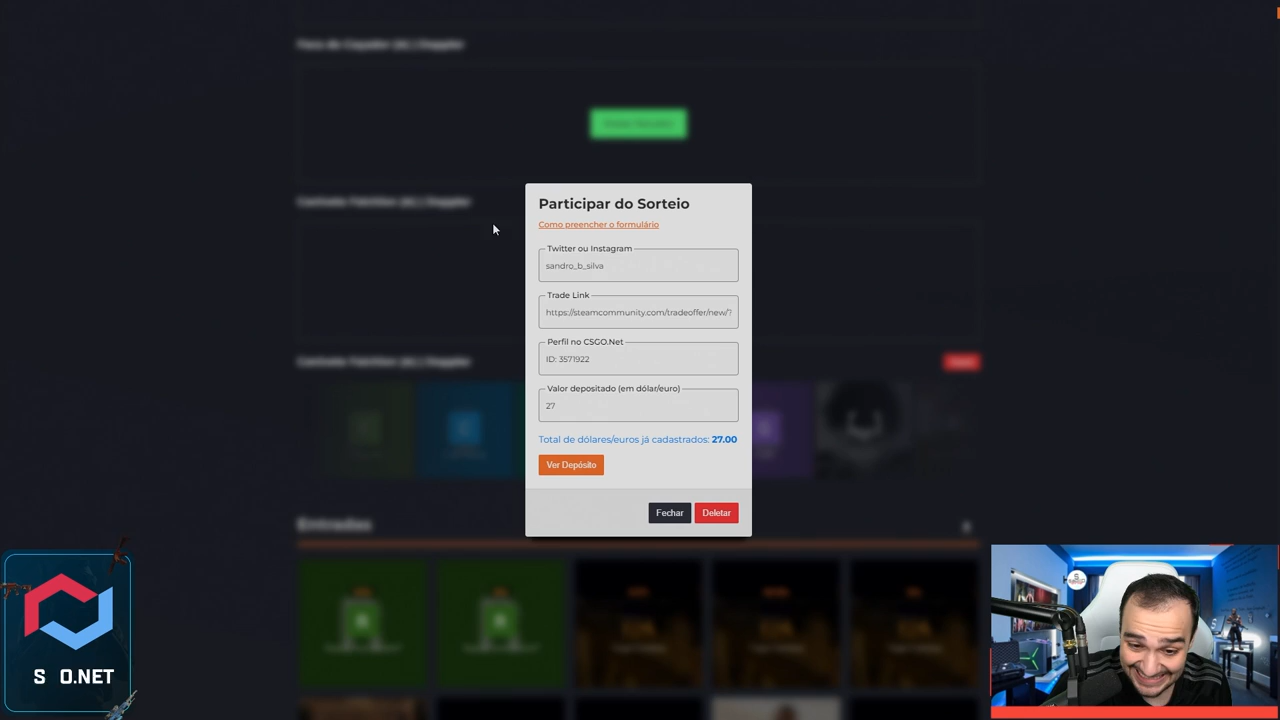 Participar do Sorteio
Como preencher o formulário
Twitter ou Instagram
sandro_b_silva
Trade Link
https://steamcommunity.com/tradeoffer/new/?
Perfil no CSGO.Net
ID: 3571922
Valor depositado (em dólar/euro)
27
Total de dólares/euros já cadastrados: 27.00
Ver Depósito
Fechar
Deletar
Entradas
S O.NET